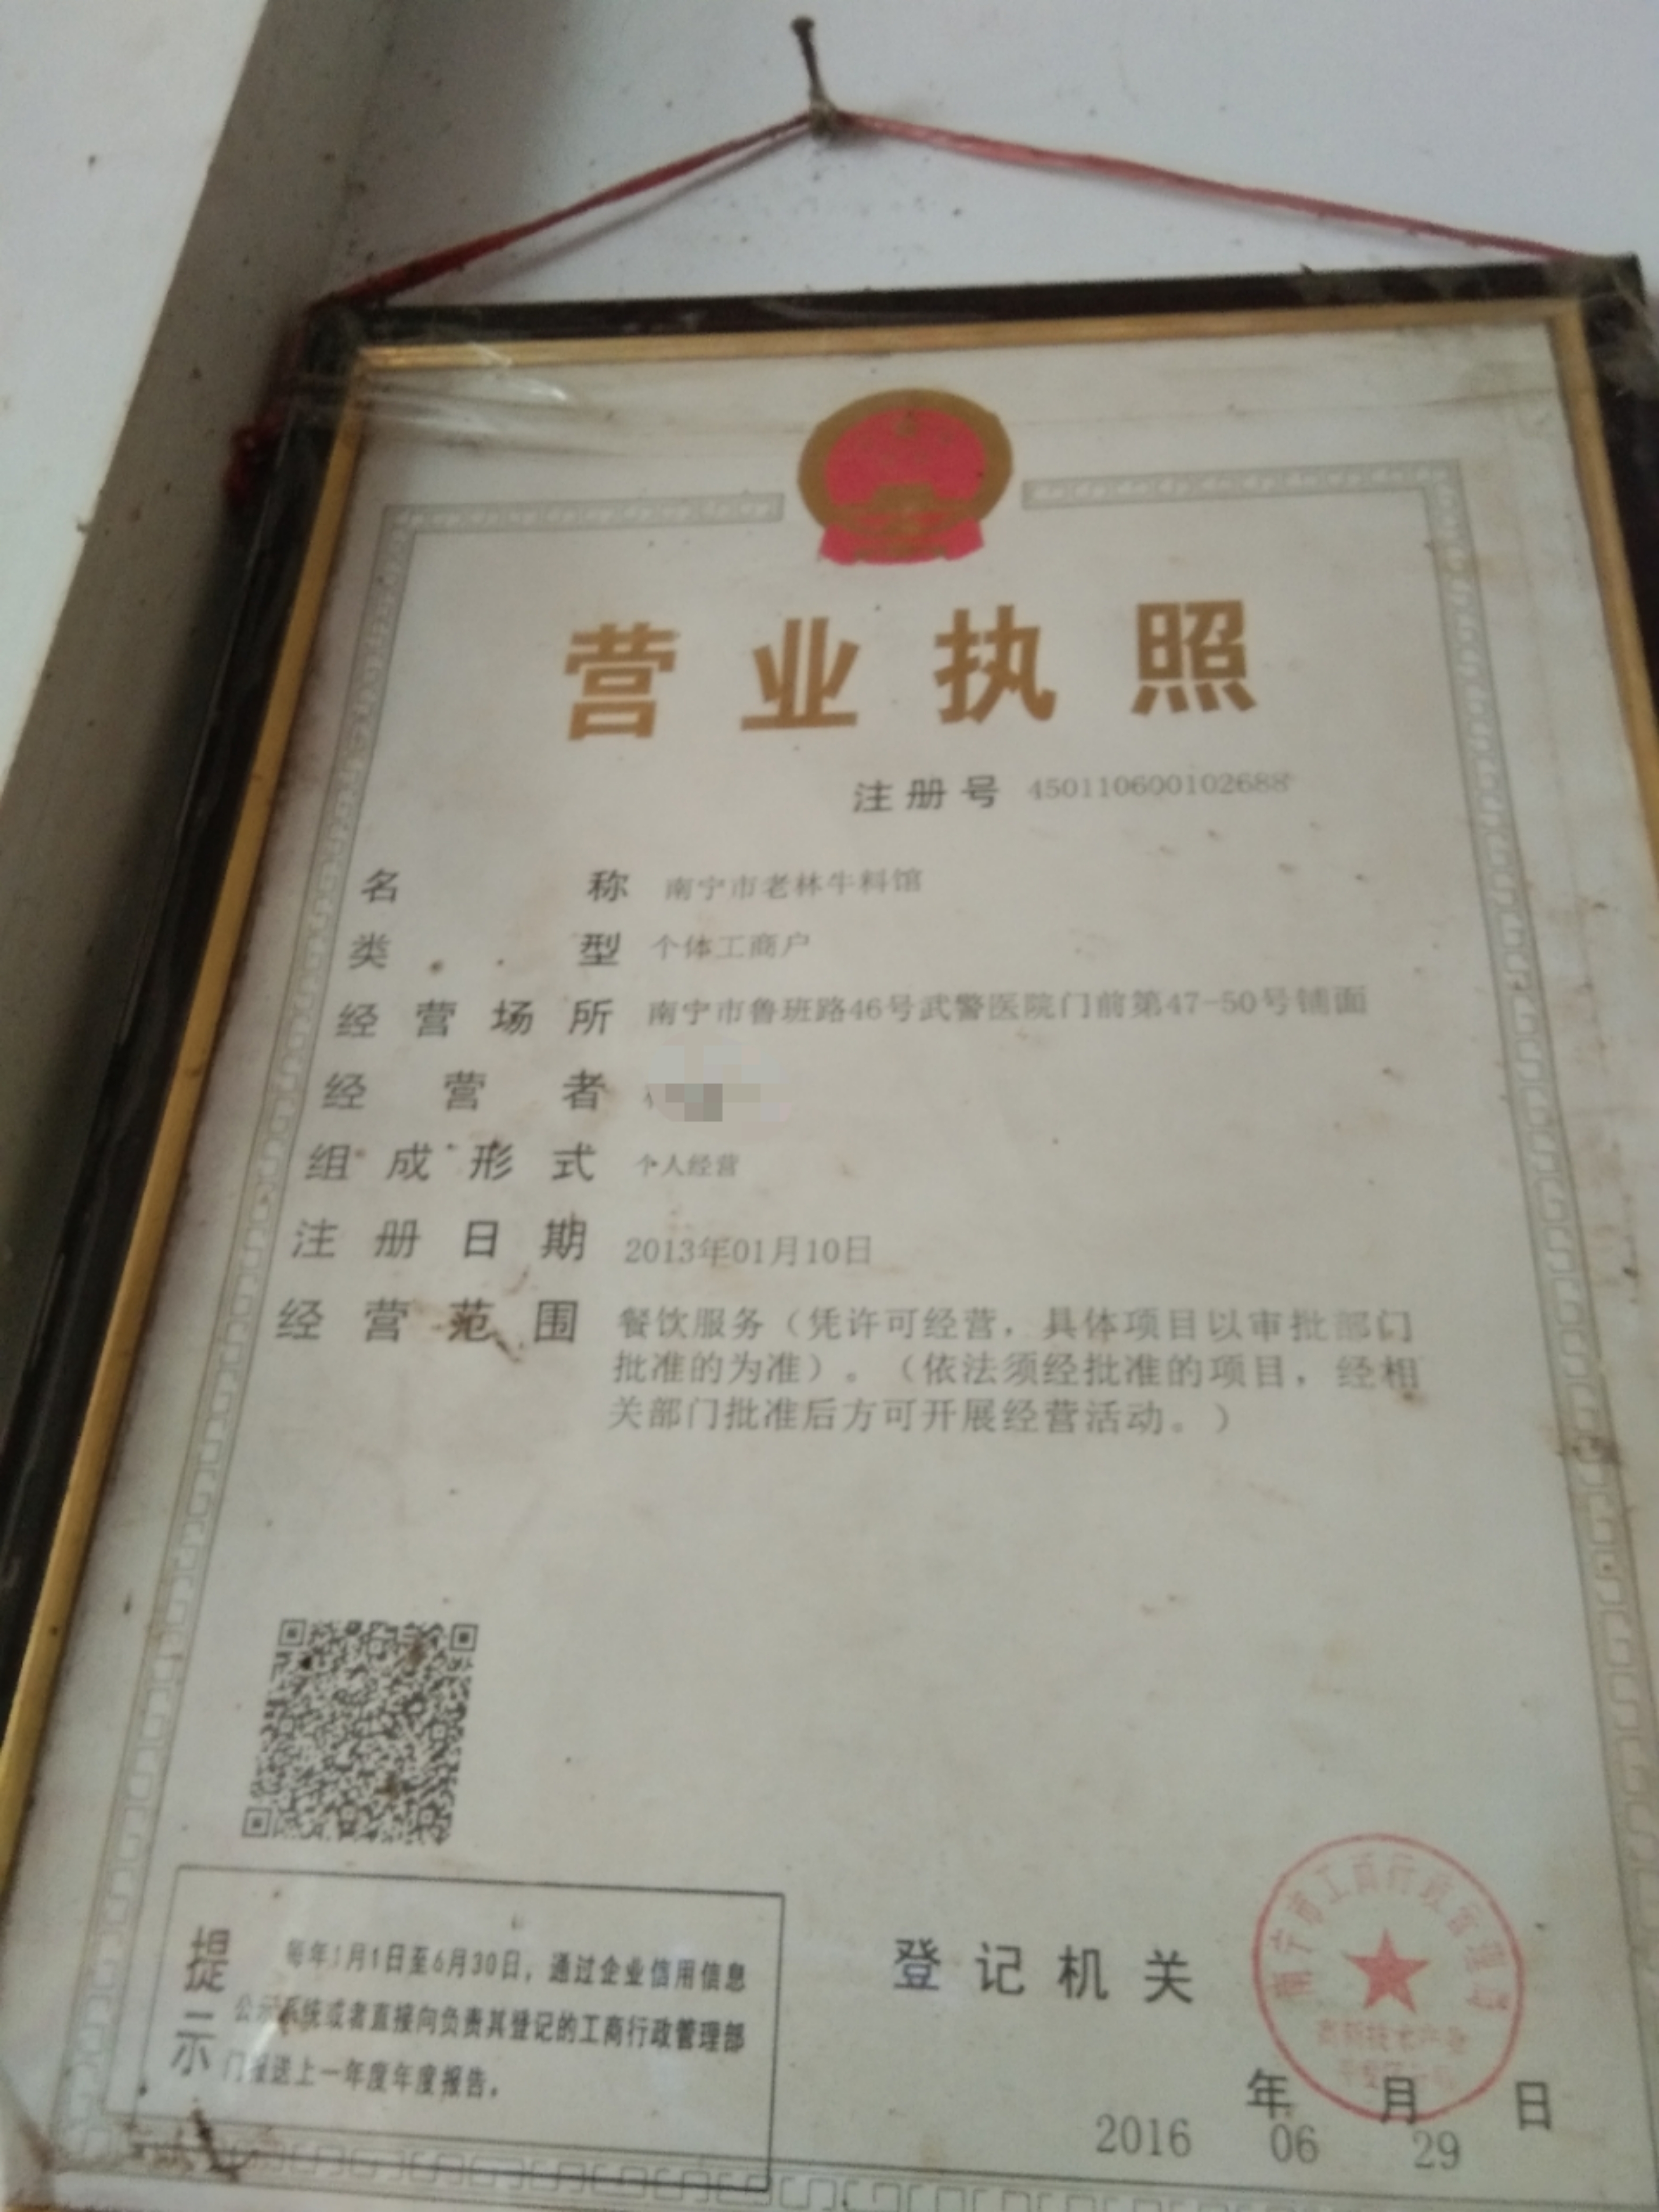 营业执照
注册号 450110600102688
名称 南宁市老林牛料馆
类型 个体工商户
经营场所 南宁市鲁班路46号武警医院门前第47-50号铺面
经营者
组成形式 个人经营
注册日期 2013年01月10日
经营范围 餐饮服务（凭许可经营，具体项目以审批部门
批准的为准）。（依法须经批准的项目，经相
关部门批准后方可开展经营活动。）
提示
每年1月1日至6月30日，通过企业信用信息
公示系统或者直接向负责其登记的工商行政管理部
门报送上一年度年度报告。
登记机关
南宁市工商行政管理局
高新技术产业
年 月 日
2016 06 29